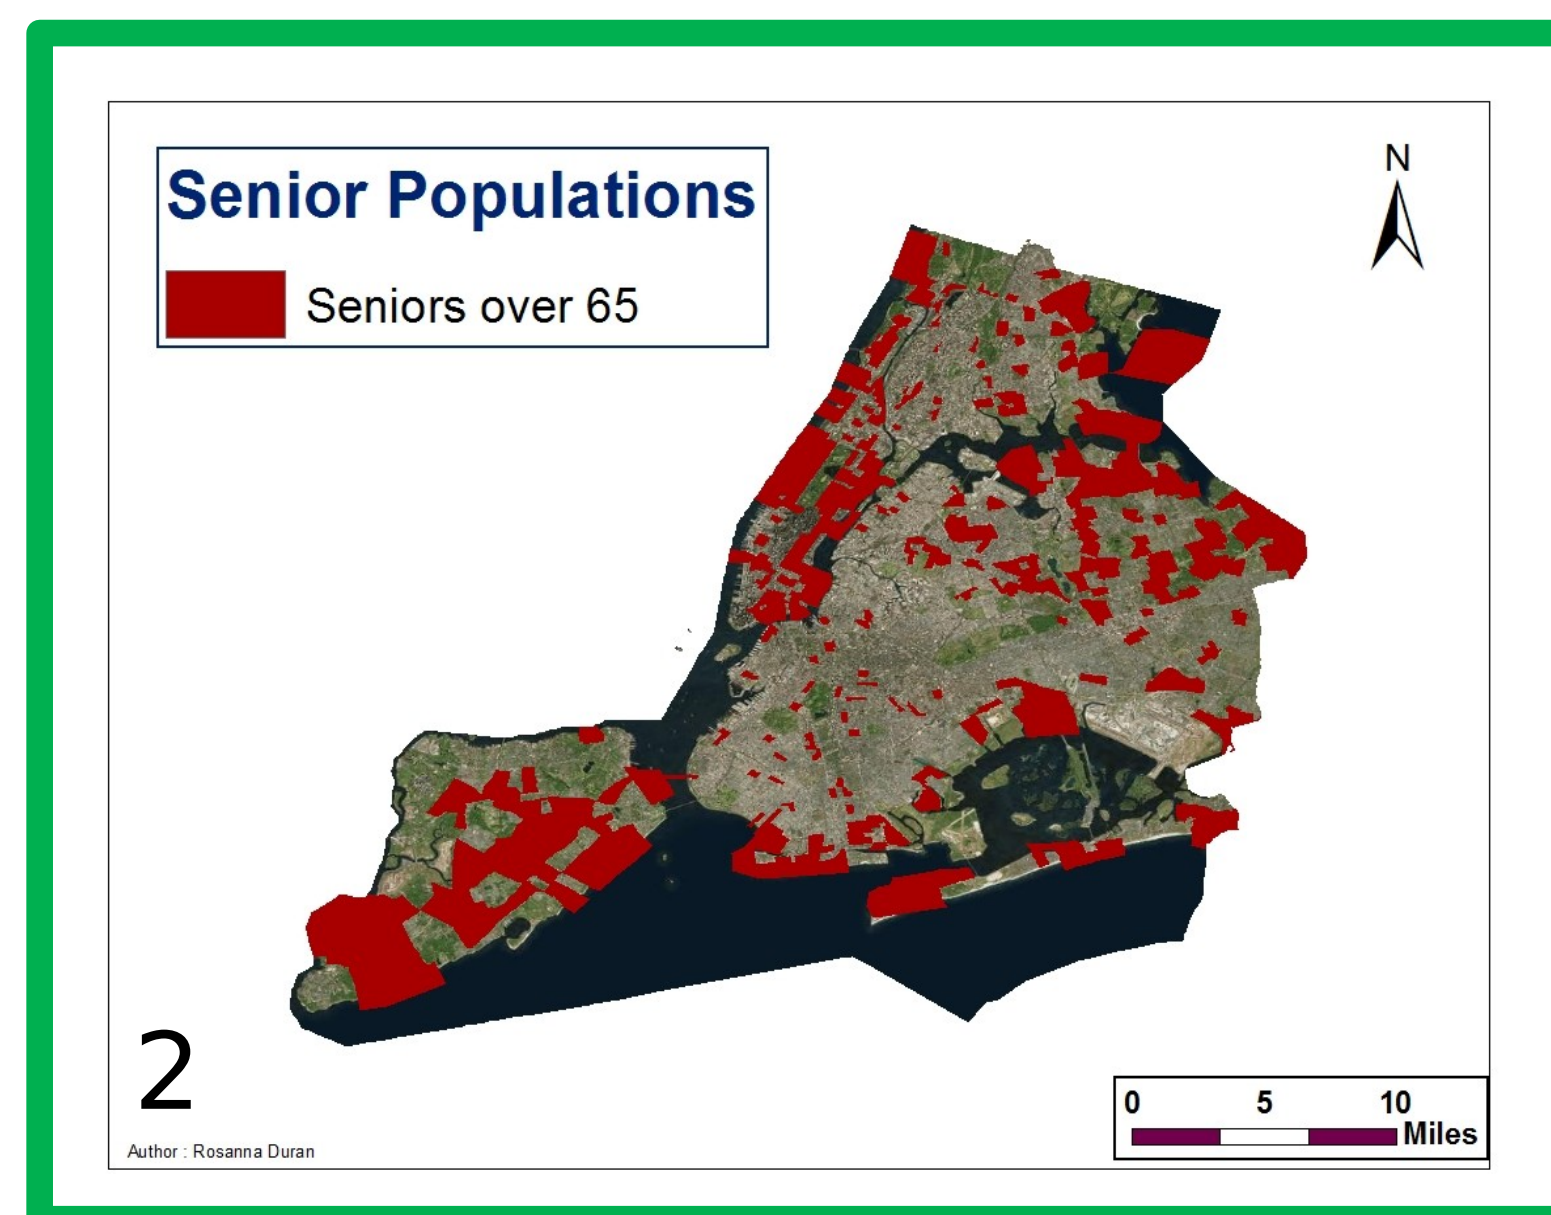 Senior Populations
Seniors over 65
N
2
Author : Rosanna Duran
0 5 10
Miles